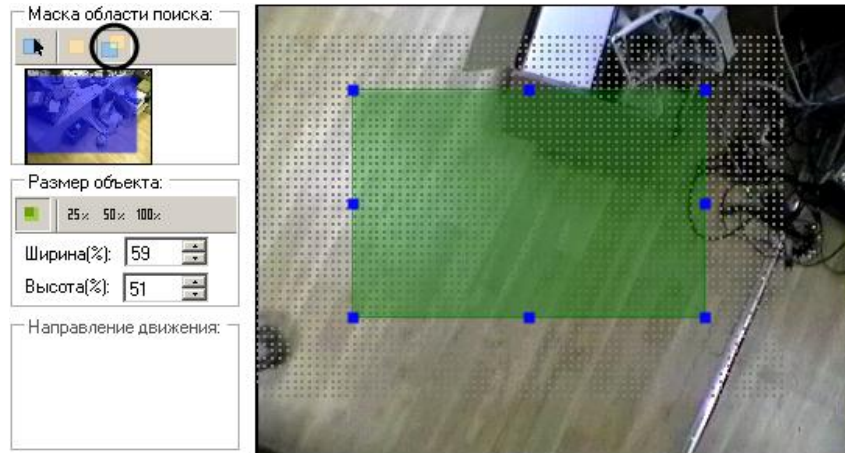 Маска области поиска:
Размер объекта:
25% 50% 100%
Ширина(%): 59
Высота(%): 51
Направление движения: